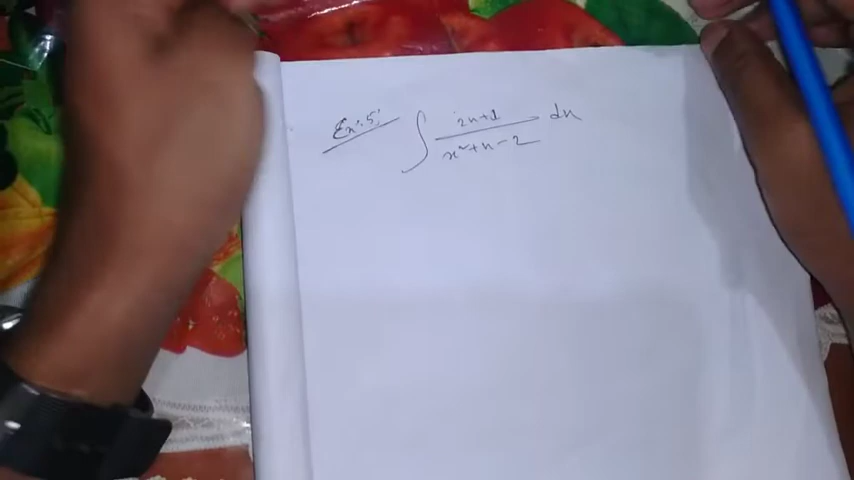 Ex:5: ∫ (2x+1)/(x²+x-2) dx